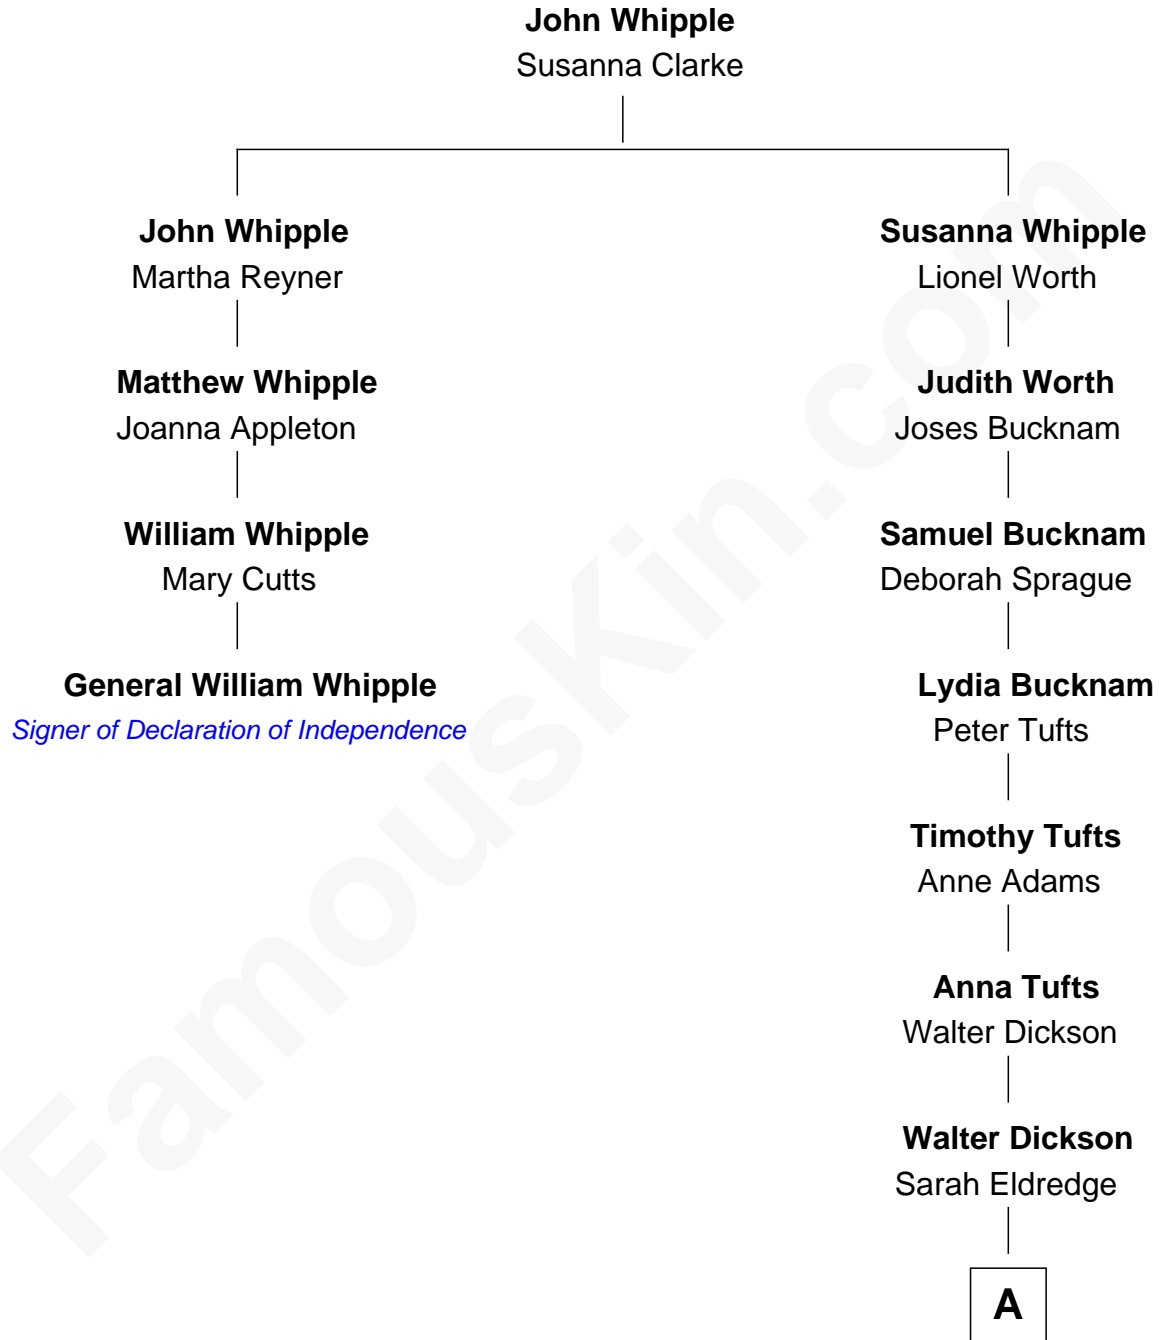 John Whipple
Susanna Clarke
John Whipple
Martha Reyner
Matthew Whipple
Joanna Appleton
William Whipple
Mary Cutts
General William Whipple
Signer of Declaration of Independence
Susanna Whipple
Lionel Worth
Judith Worth
Joses Bucknam
Samuel Bucknam
Deborah Sprague
Lydia Bucknam
Peter Tufts
Timothy Tufts
Anne Adams
Anna Tufts
Walter Dickson
Walter Dickson
Sarah Eldredge
A
FamousKin.com